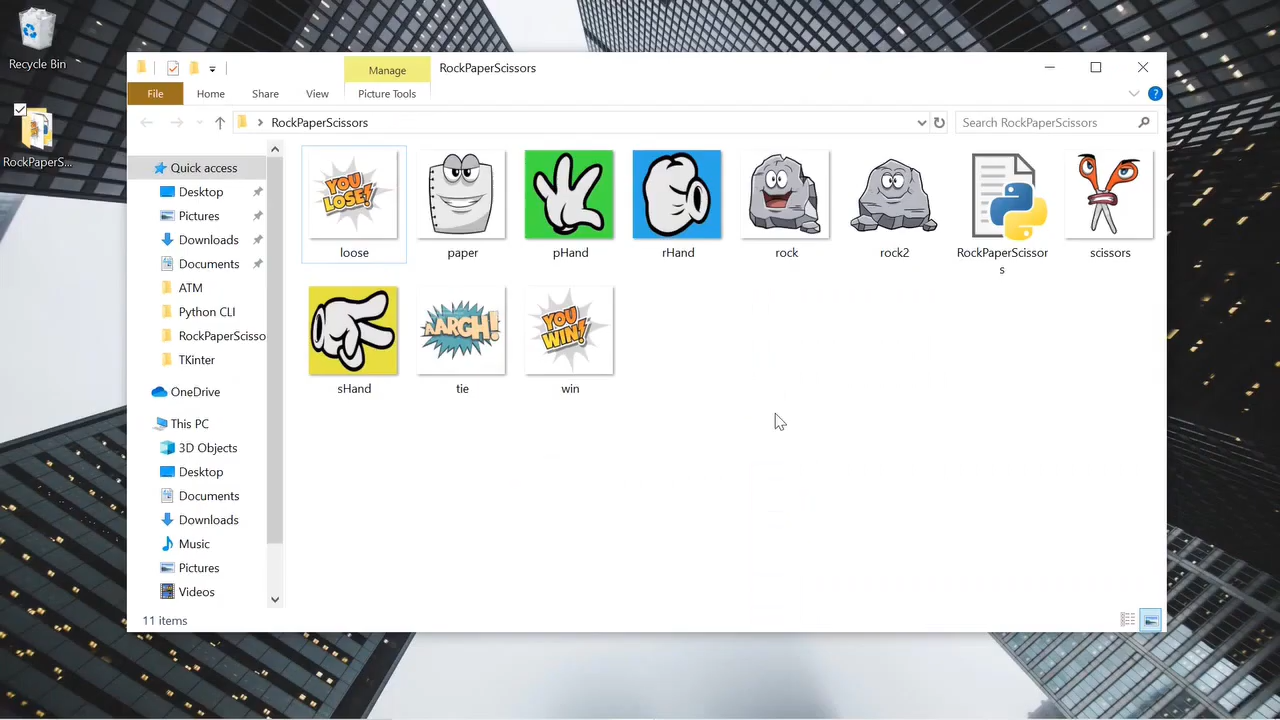 Recycle Bin
RockPaperS...
Manage
RockPaperScissors
File
Home
Share
View
Picture Tools
RockPaperScissors
Search RockPaperScissors
Quick access
Desktop
Pictures
Downloads
Documents
ATM
Python CLI
RockPaperScisso
TKinter
OneDrive
This PC
3D Objects
Desktop
Documents
Downloads
Music
Pictures
Videos
YOU
LOSE!
loose
paper
pHand
rHand
rock
rock2
RockPaperScissor
s
scissors
sHand
AARGH!
tie
YOU
WIN!
win
11 items